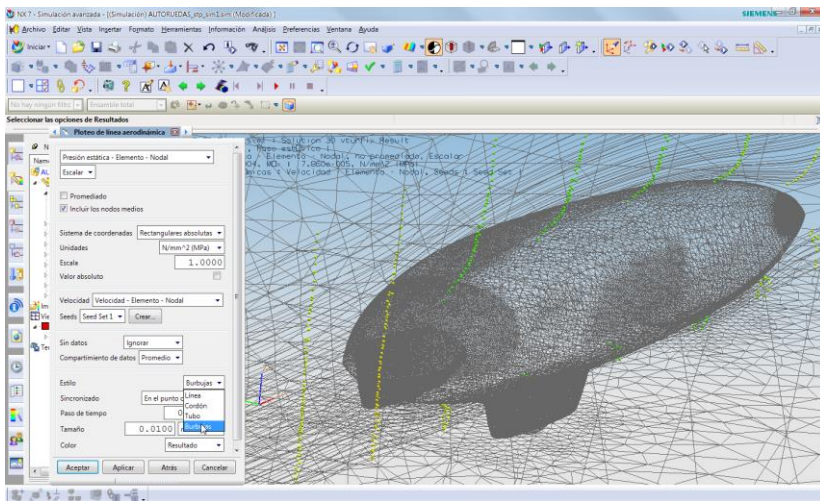 NX 7 - Simulación avanzada - [(Simulación) AUTORUEDAS_stp_sim1.sim (Modificada) ]
SIEMENS
Archivo Editar Vista Insertar Formato Herramientas Información Análisis Preferencias Ventana Ayuda
Iniciar
No hay ningún filtro
Ensamble total
Seleccionar las opciones de Resultados
Ploteo de línea aerodinámica
Presión estática - Elemento - Nodal
Escalar
Promediado
Incluir los nodos medios
Sistema de coordenadas Rectangulares absolutas
Unidades N/mm^2 (MPa)
Escala 1.0000
Valor absoluto
Velocidad Velocidad - Elemento - Nodal
Seeds Seed Set 1 Crear...
Sin datos Ignorar
Compartimiento de datos Promedio
Estilo Burbujas
Línea
Sincronizado En el punto
Cordón
Paso de tiempo
Tubo
Tamaño 0.0100
Burbujas
Color Resultado
Aceptar Aplicar Atrás Cancelar